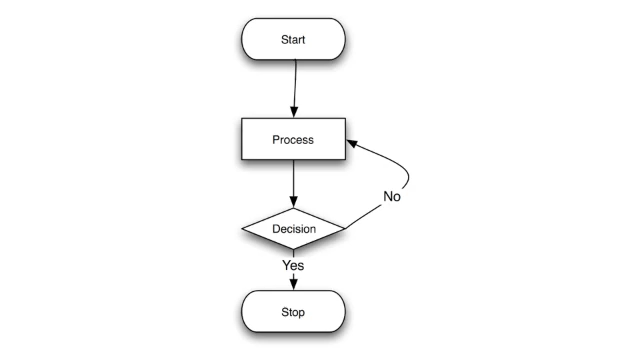 Start
Process
No
Decision
Yes
Stop